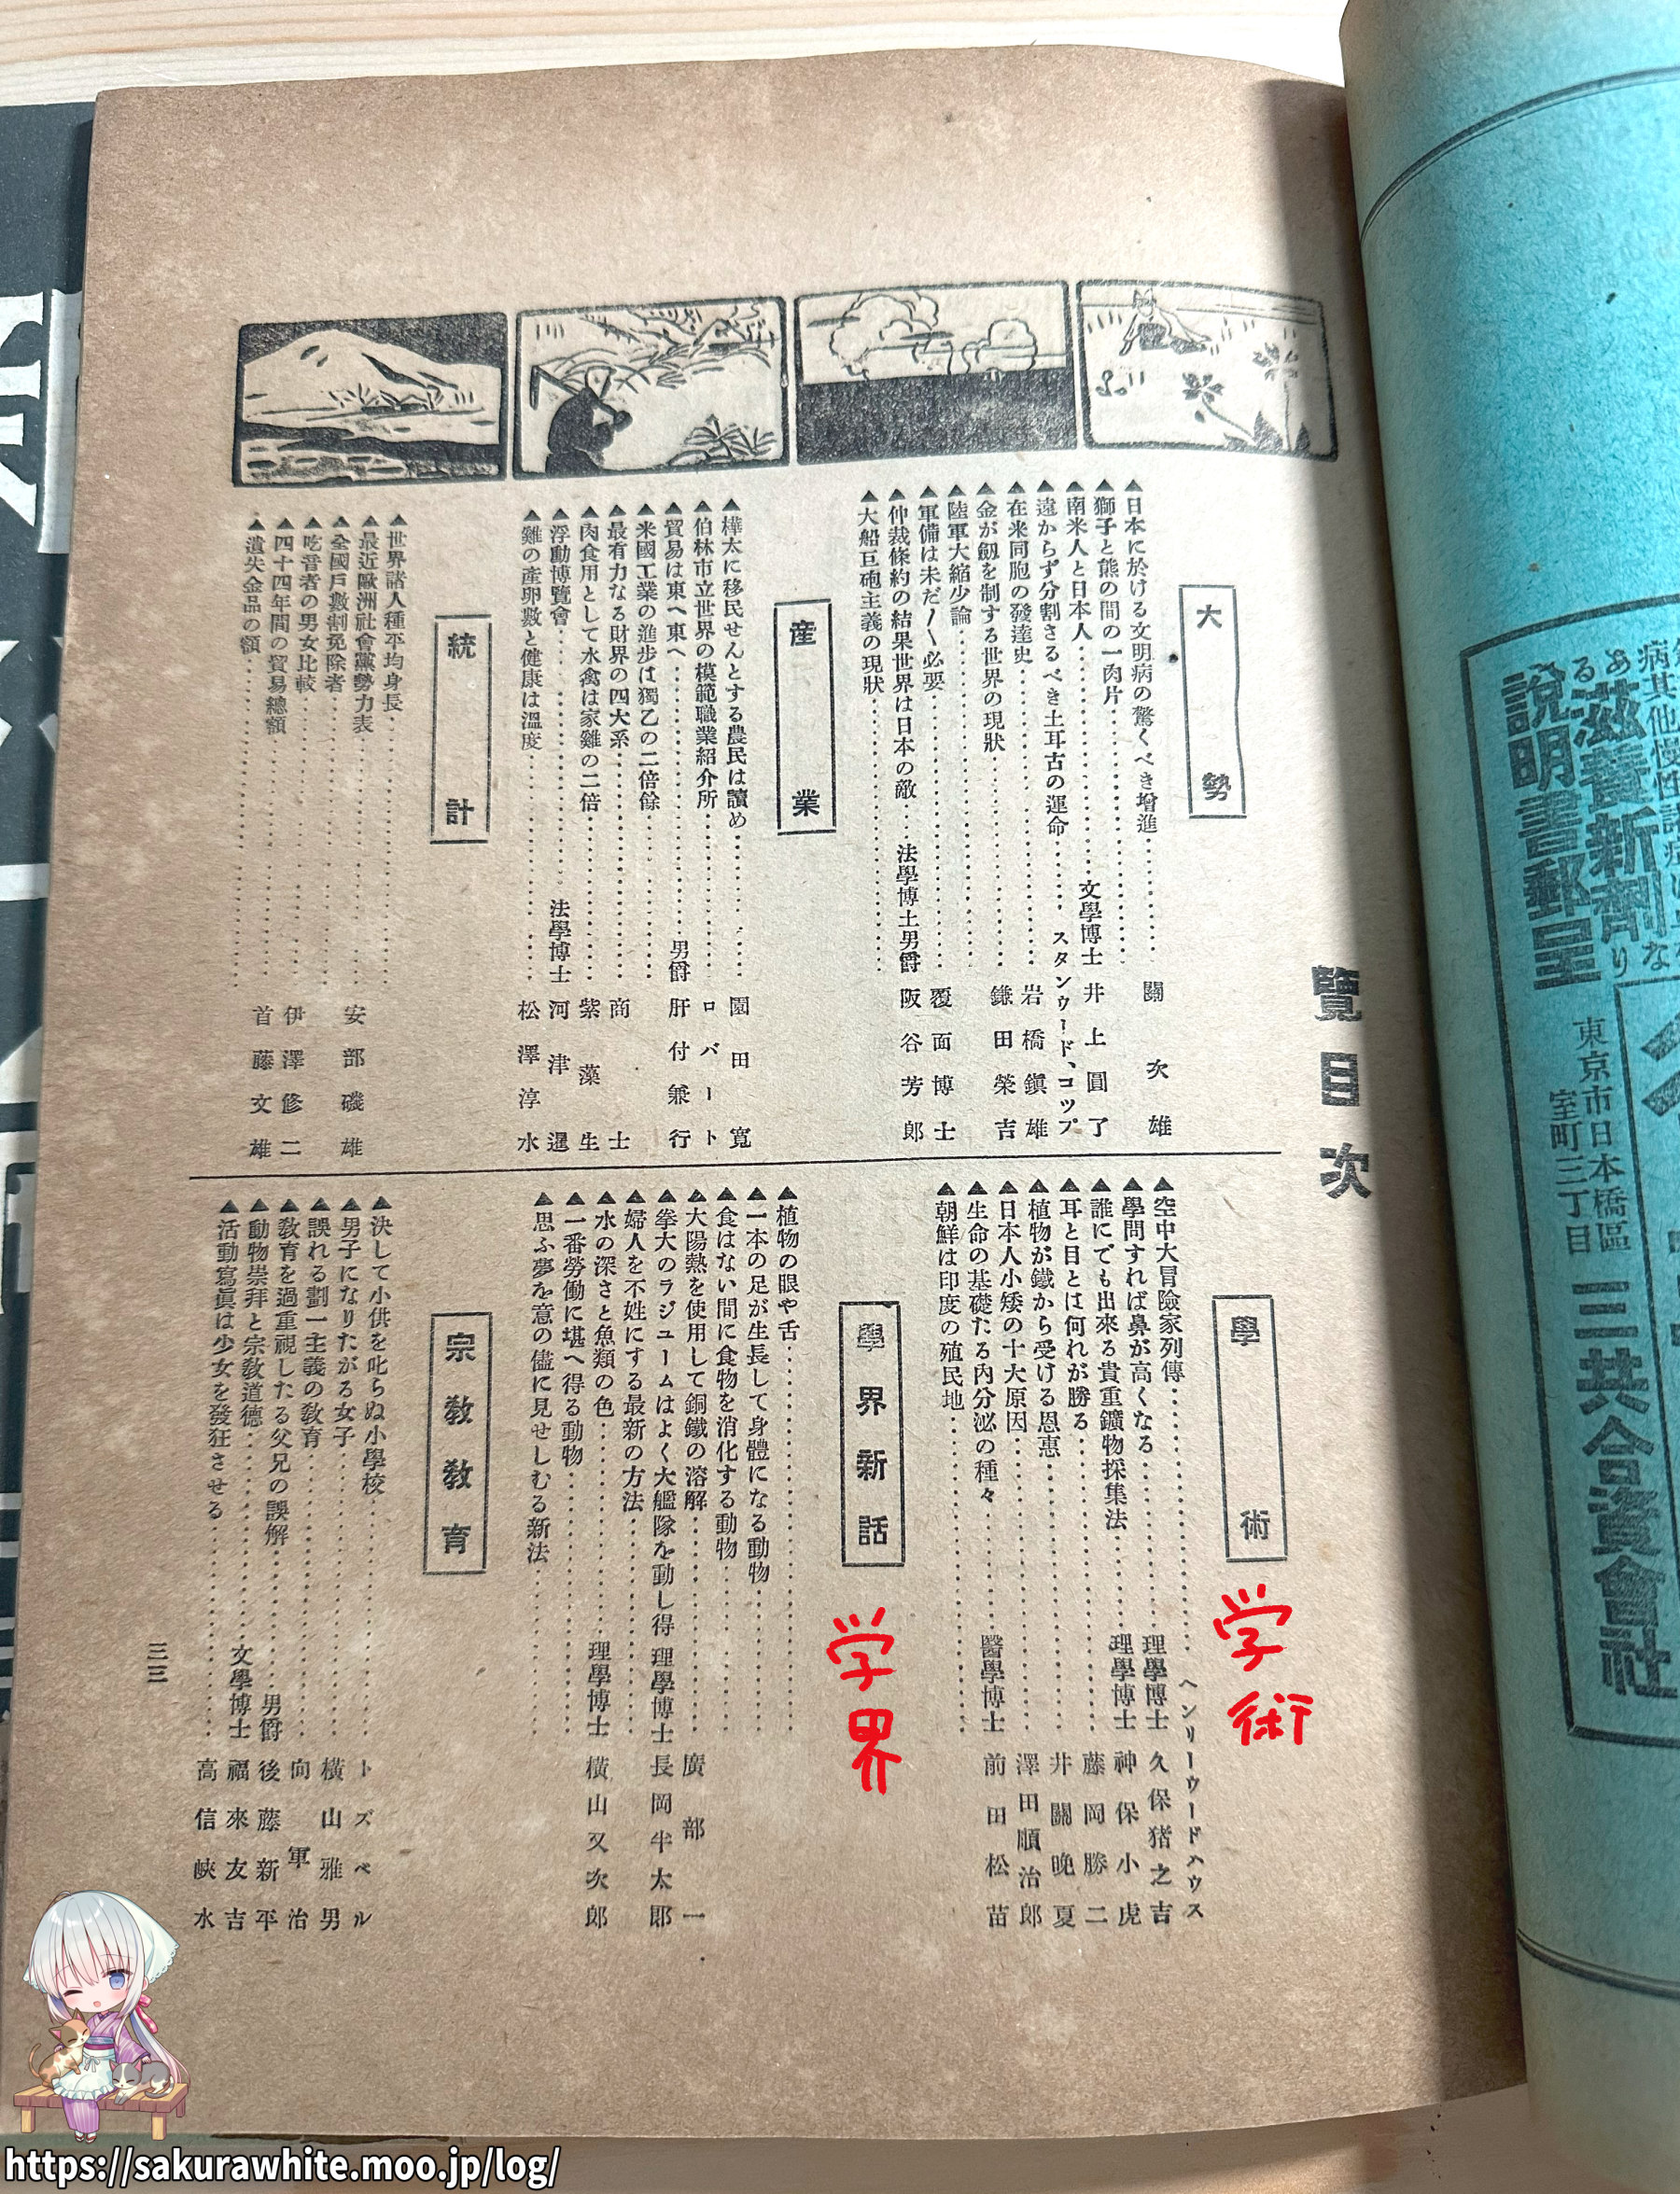 覽目次
大勢
▲日本に於ける文明病の驚くべき增進…………關次雄
▲獅子と熊の間の一肉片…………
▲南米人と日本人…………文學博士 井上圓了
▲遠からず分割さるべき土耳古の運命……スタンウード、コッブ
▲在米同胞の發達史…………岩橋鎭雄
▲金が劔を制する世界の現狀…………鎌田榮吉
▲陸軍大縮少論…………
▲軍備は未だ〳〵必要…………覆面博士
▲仲裁條約の結果世界は日本の敵…法學博士男爵 阪谷芳郎
▲大船巨砲主義の現狀…………
産業
▲樺太に移民せんとする農民は讀め…………園田寬
▲伯林市立世界の模範職業紹介所…………ロバート
▲貿易は東へ東へ…………男爵 肝付兼行
▲米國工業の進步は獨乙の二倍餘…………
▲最有力なる財界の四大系…………商士
▲肉食用として水禽は家雞の二倍…………紫藻生
▲浮動博覽會…………法學博士 河津暹
▲雞の產卵數と健康は溫度…………松澤淳水
統計
▲世界諸人種平均身長…………
▲最近歐洲社會黨勢力表…………安部磯雄
▲全國戶數割免除者…………
▲吃音者の男女比較…………伊澤修二
▲四十四年間の貿易總額…………首藤文雄
▲遺失金品の額…………
學術
▲空中大冒險家列傳…………ヘンリーウードハウス
▲學問すれば鼻が高くなる…………理學博士 久保猪之吉
▲誰にでも出來る貴重鑛物採集法…………理學博士 神保小虎
▲耳と目とは何れが勝る…………藤岡勝二
▲植物が鐵から受ける恩惠…………井關晩夏
▲日本人小矮の十大原因…………澤田順治郎
▲生命の基礎たる內分泌の種々…………醫學博士 前田松苗
▲朝鮮は印度の殖民地…………
學界新話
▲植物の眼や舌…………
▲一本の足が生長して身體になる動物…………
▲食はない間に食物を消化する動物…………
▲大陽熱を使用して銅鐵の溶解…………廣部一
▲拳大のラジユームはよく大艦隊を動し得 理學博士 長岡半太郎
▲婦人を不姙にする最新の方法…………
▲水の深さと魚類の色…………理學博士 橫山又次郎
▲一番勞働に堪へ得る動物…………
▲思ふ夢を意の儘に見せしむる新法…………
宗敎敎育
▲決して小供を叱らぬ小學校…………トズベル
▲男子になりたがる女子…………橫山雅男
▲誤れる劃一主義の敎育…………向軍治
▲敎育を過重視したる父兄の誤解…………男爵 後藤新平
▲動物崇拜と宗敎道德…………文學博士 福來友吉
▲活動寫眞は少女を發狂させる…………高信峽水
三三
学術
学界
ある滋養新劑なり
說明書郵呈
東京市日本橋區
室町三丁目
三共合資會社
https://sakurawhite.moo.jp/log/